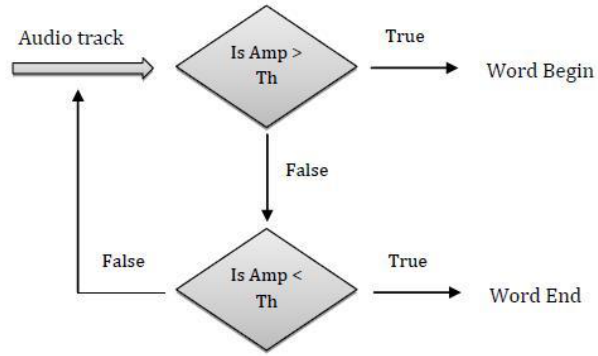 Audio track
Is Amp >
Th
True
Word Begin
False
False
Is Amp <
Th
True
Word End